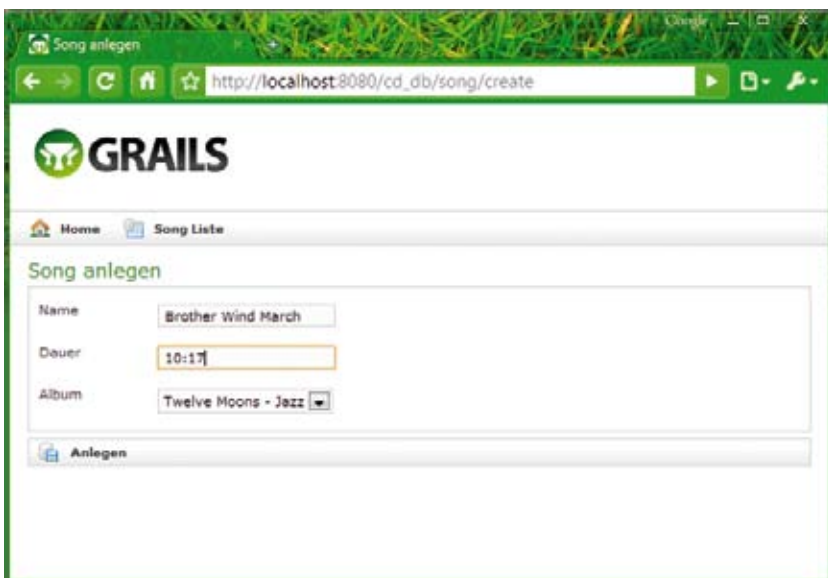 Google
Song anlegen
http://localhost:8080/cd_db/song/create
GRAILS
Home Song Liste
Song anlegen
Name Brother Wind March
Dauer 10:17
Album Twelve Moons - Jazz
Anlegen